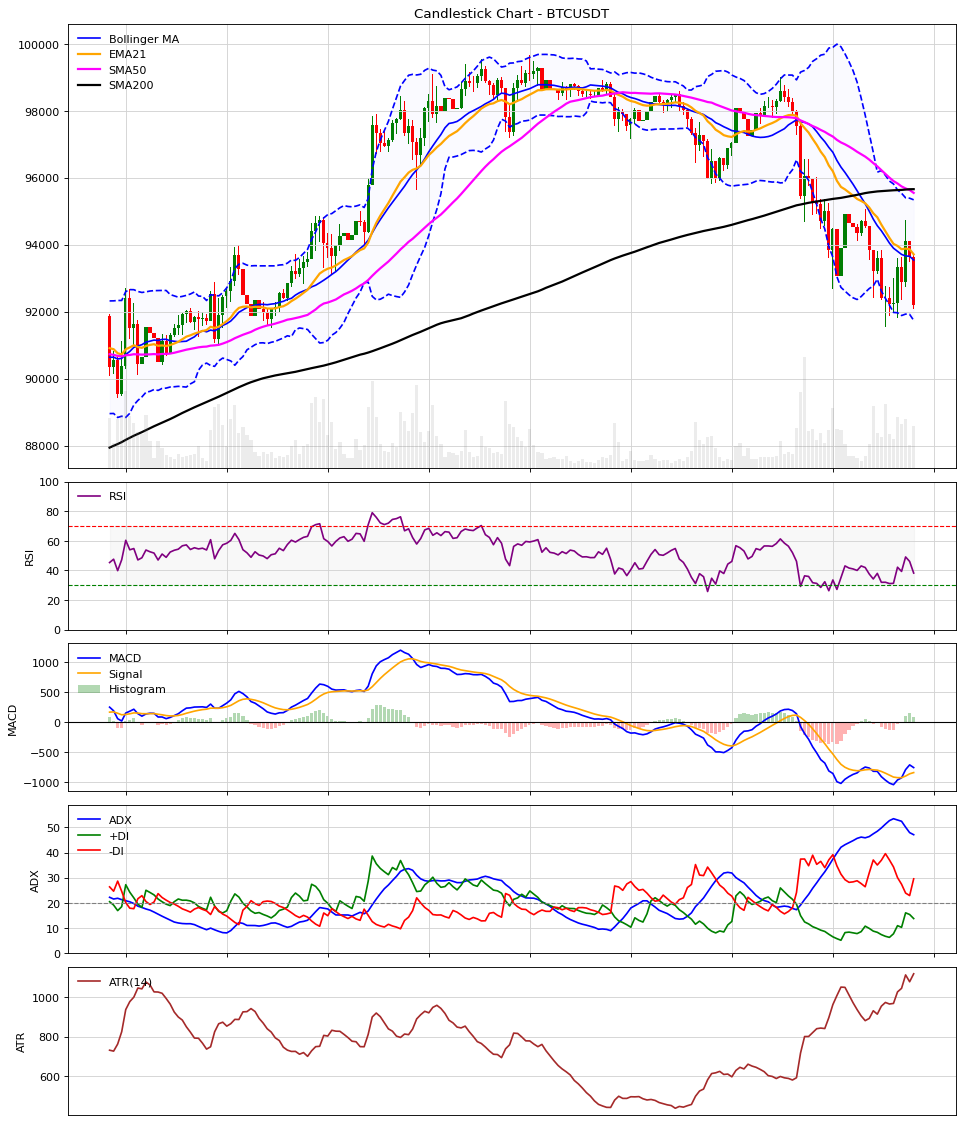 Candlestick Chart - BTCUSDT
Bollinger MA
EMA21
SMA50
SMA200
100000
98000
96000
94000
92000
90000
88000
RSI
RSI
100
80
60
40
20
0
MACD
Signal
Histogram
MACD
1000
500
0
−500
−1000
ADX
+DI
-DI
ADX
50
40
30
20
10
0
ATR(14)
ATR
1000
800
600